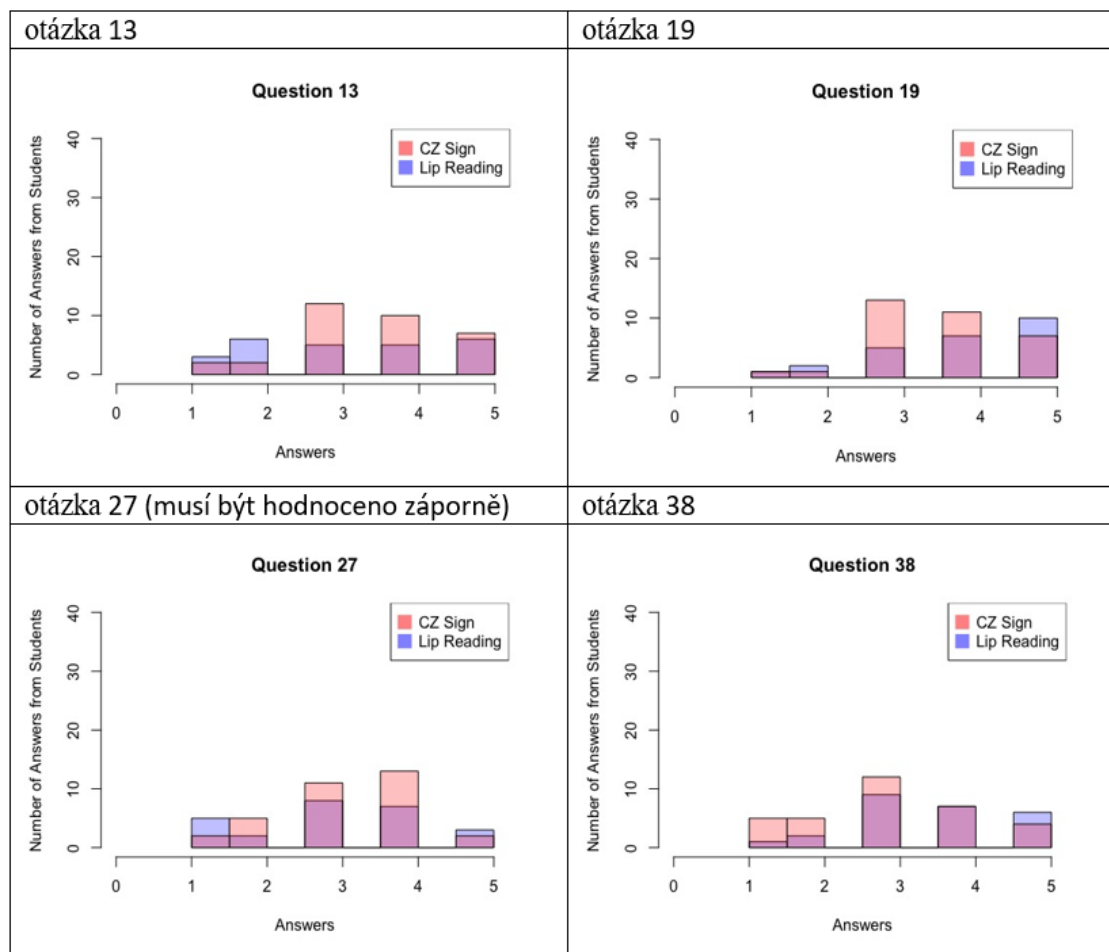 otázka 13
Question 13
Number of Answers from Students
40
30
20
10
0
CZ Sign
Lip Reading
0 1 2 3 4 5
Answers
otázka 19
Question 19
Number of Answers from Students
40
30
20
10
0
CZ Sign
Lip Reading
0 1 2 3 4 5
Answers
otázka 27 (musí být hodnoceno záporně)
Question 27
Number of Answers from Students
40
30
20
10
0
CZ Sign
Lip Reading
0 1 2 3 4 5
Answers
otázka 38
Question 38
Number of Answers from Students
40
30
20
10
0
CZ Sign
Lip Reading
0 1 2 3 4 5
Answers